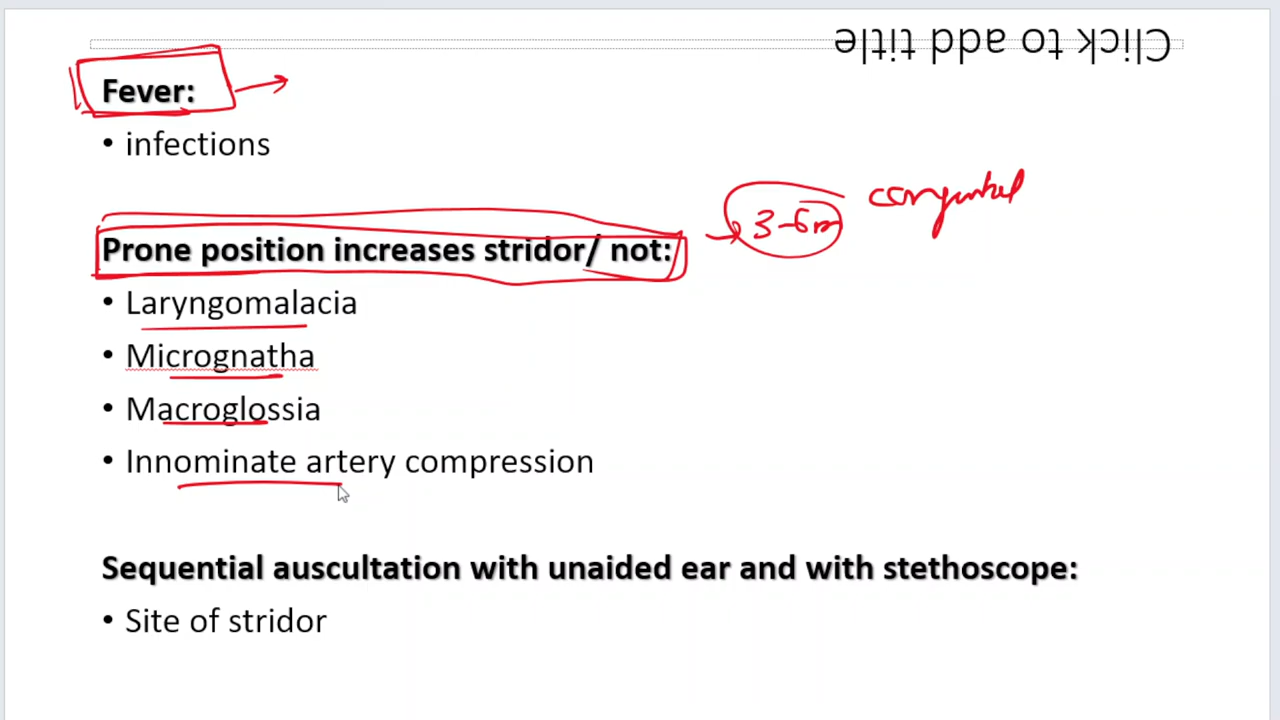 Click to add title
Fever:
• infections
Prone position increases stridor/ not:
3-6m
congenital
• Laryngomalacia
• Micrognatha
• Macroglossia
• Innominate artery compression
Sequential auscultation with unaided ear and with stethoscope:
• Site of stridor